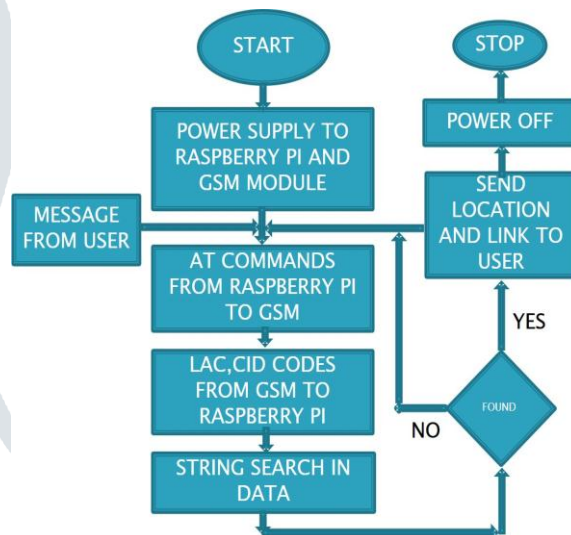 START
POWER SUPPLY TO
RASPBERRY PI AND
GSM MODULE
MESSAGE
FROM USER
AT COMMANDS
FROM RASPBERRY PI
TO GSM
LAC,CID CODES
FROM GSM TO
RASPBERRY PI
STRING SEARCH IN
DATA
STOP
POWER OFF
SEND
LOCATION
AND LINK TO
USER
YES
FOUND
NO